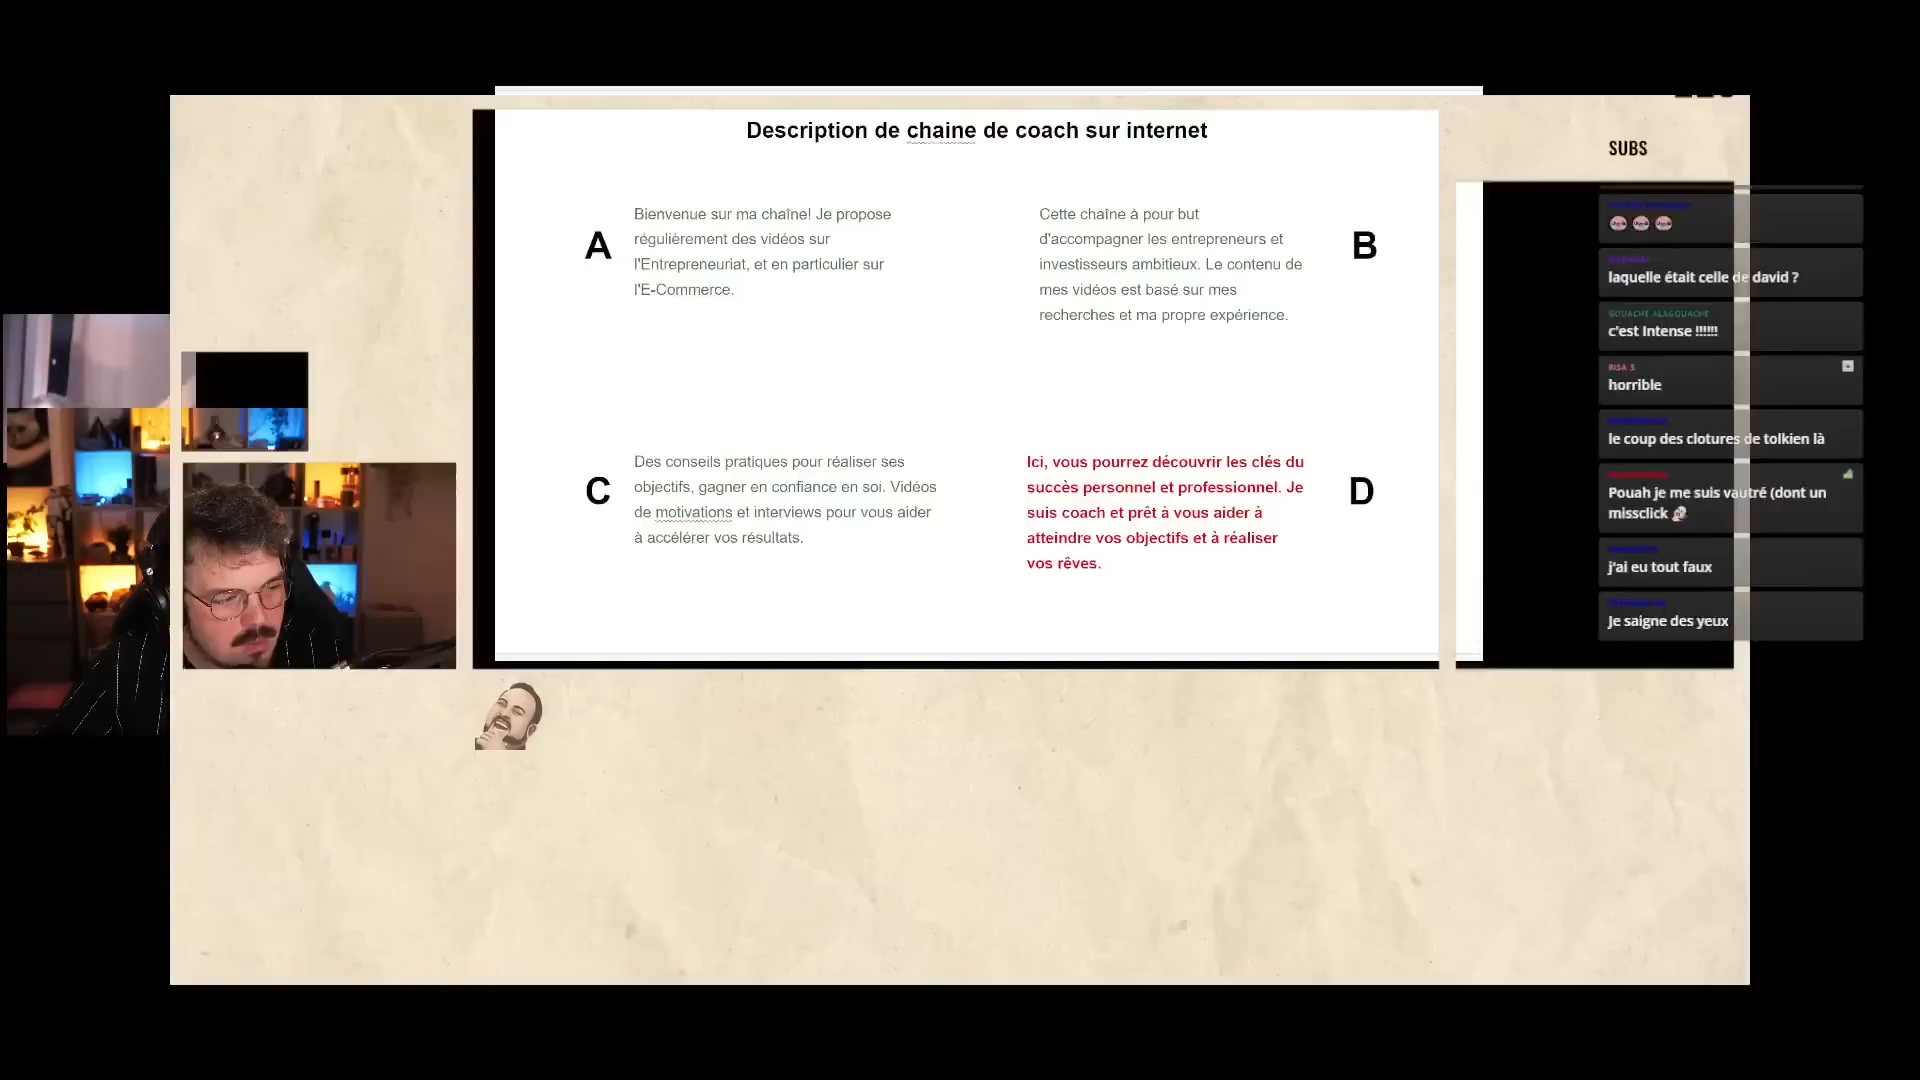 Description de chaine de coach sur internet
A
Bienvenue sur ma chaîne! Je propose
régulièrement des vidéos sur
l'Entrepreneuriat, et en particulier sur
l'E-Commerce.
Cette chaîne à pour but
d'accompagner les entrepreneurs et
investisseurs ambitieux. Le contenu de
mes vidéos est basé sur mes
recherches et ma propre expérience.
B
C
Des conseils pratiques pour réaliser ses
objectifs, gagner en confiance en soi. Vidéos
de motivations et interviews pour vous aider
à accélérer vos résultats.
Ici, vous pourrez découvrir les clés du
succès personnel et professionnel. Je
suis coach et prêt à vous aider à
atteindre vos objectifs et à réaliser
vos rêves.
D
SUBS
laquelle était celle de david ?
GOUACHE ALAGOUACHE
c'est Intense !!!!!!
horrible
le coup des clotures de tolkien là
Pouah je me suis vautré (dont un
missclick
j'ai eu tout faux
Je saigne des yeux